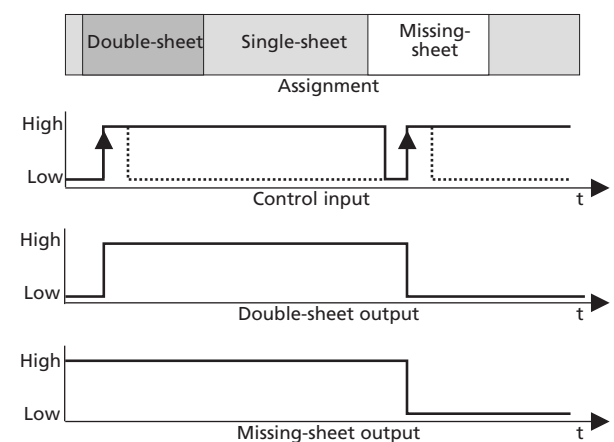 Double-sheet Single-sheet Missing-
sheet
Assignment
High
Low
Control input t
High
Low
Double-sheet output t
High
Low
Missing-sheet output t